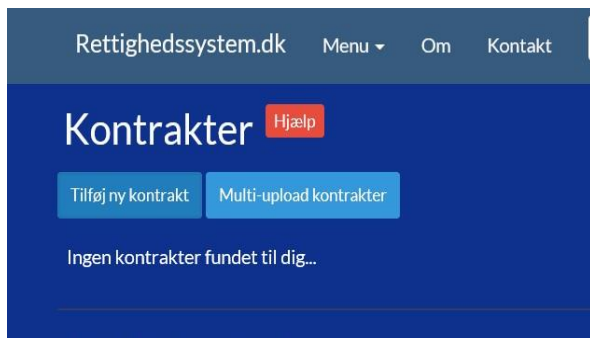 Rettighedssystem.dk Menu Om Kontakt
Kontrakter Hjælp
Tilføj ny kontrakt Multi-upload kontrakter
Ingen kontrakter fundet til dig...